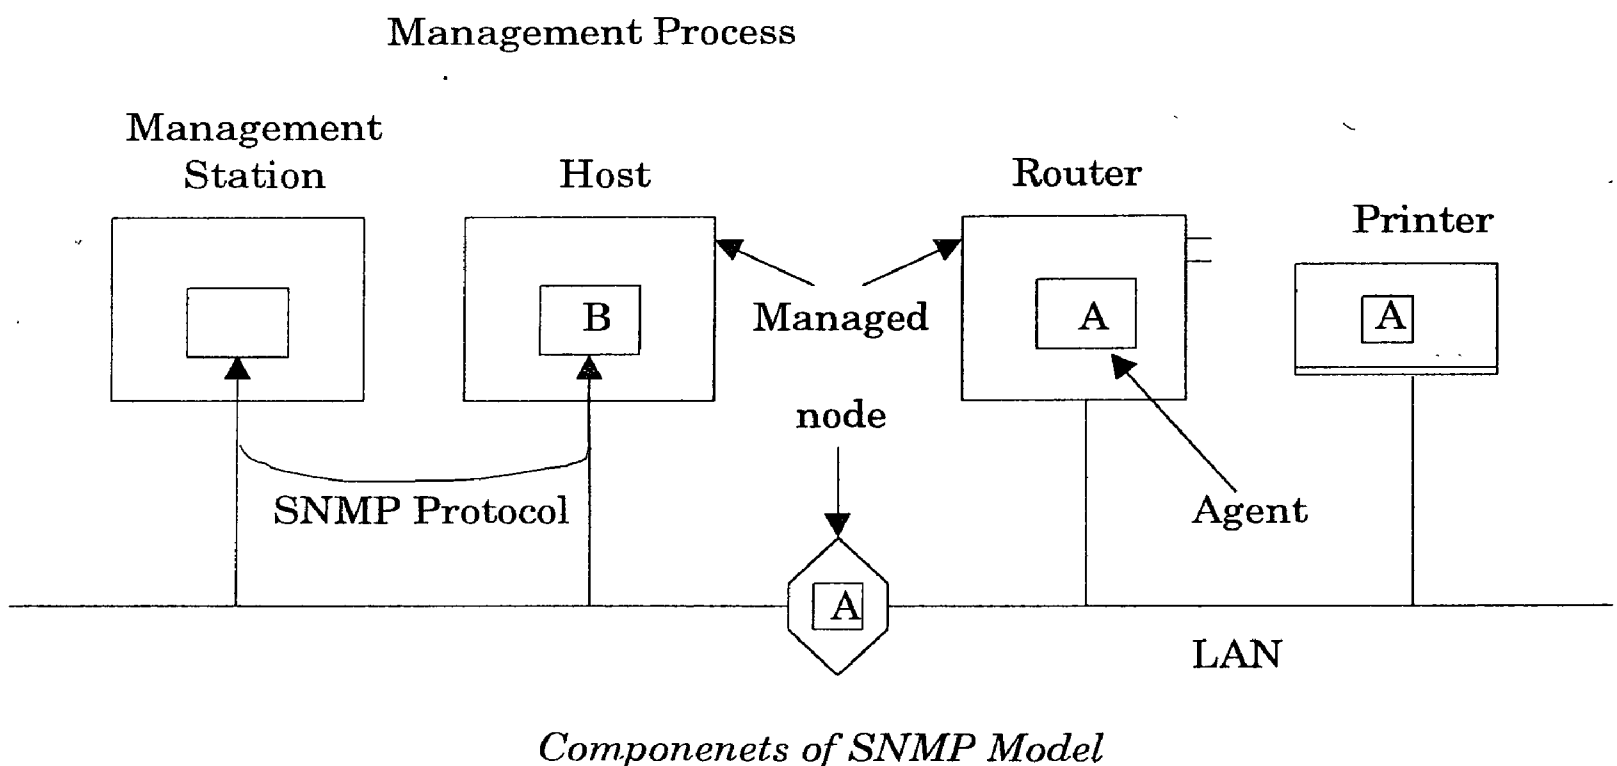 Management Process
Management
Station
Host
Router
Printer
B
Managed
A
A
node
SNMP Protocol
Agent
A
LAN
Componenets of SNMP Model